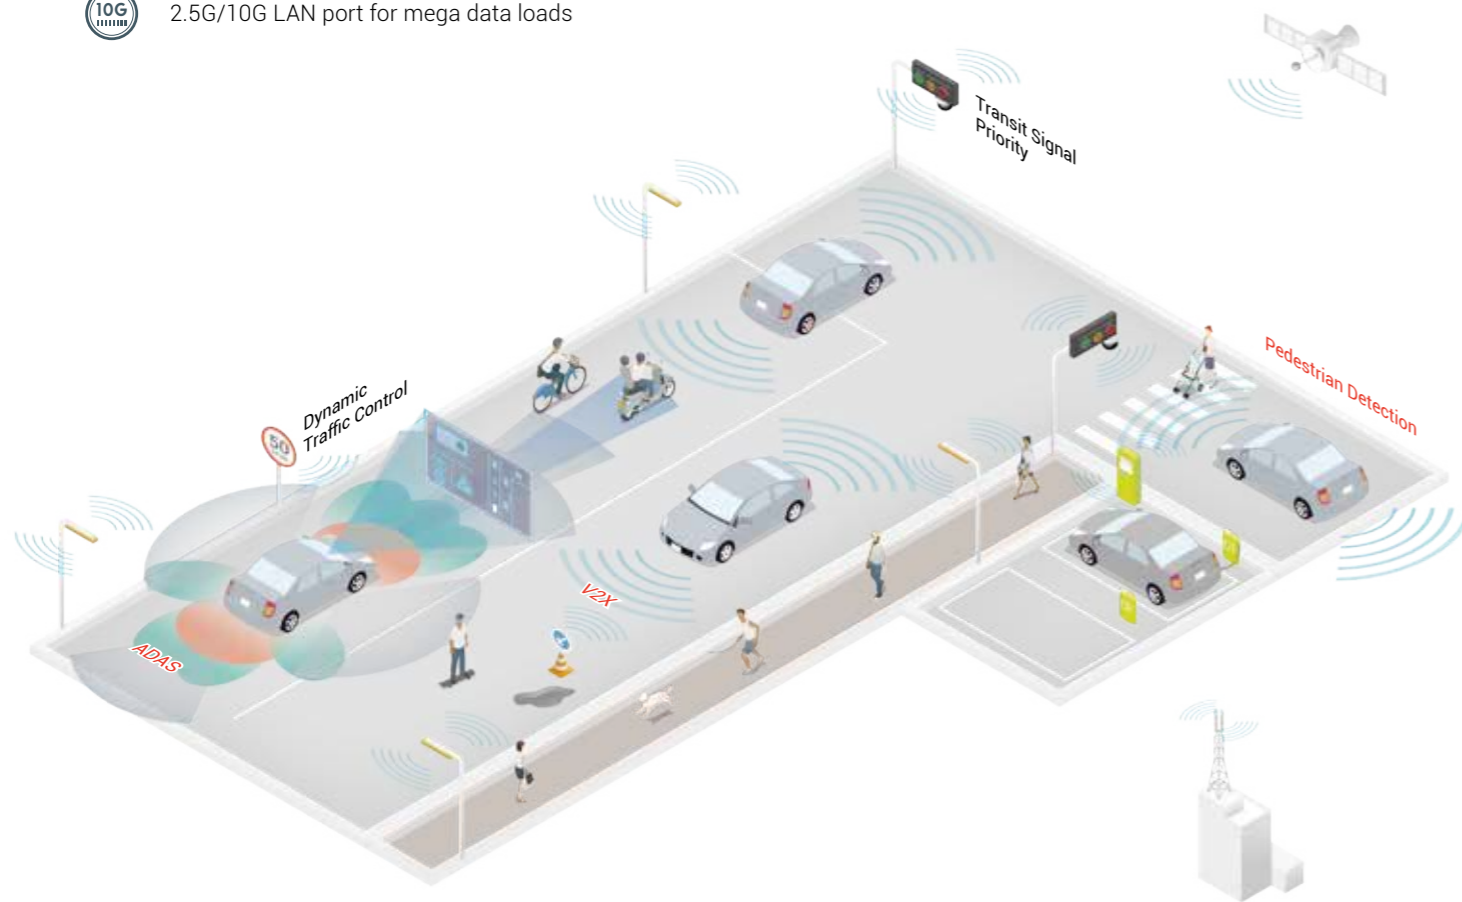 10G
2.5G/10G LAN port for mega data loads
Transit Signal
Priority
Pedestrian Detection
Dynamic
Traffic Control
50
V2X
ADAS